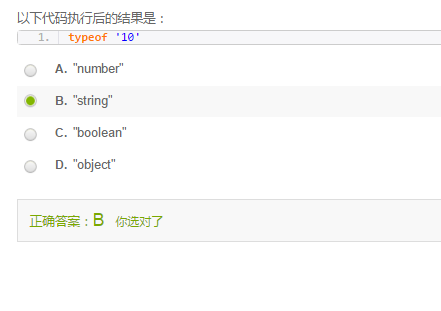 以下代码执行后的结果是：
1. typeof '10'
A. "number"
B. "string"
C. "boolean"
D. "object"
正确答案：B 你选对了